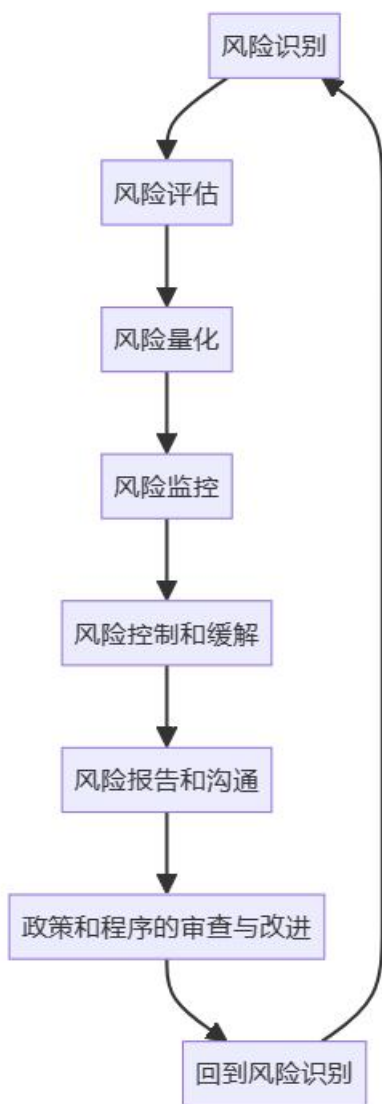 风险识别
风险评估
风险量化
风险监控
风险控制和缓解
风险报告和沟通
政策和程序的审查与改进
回到风险识别